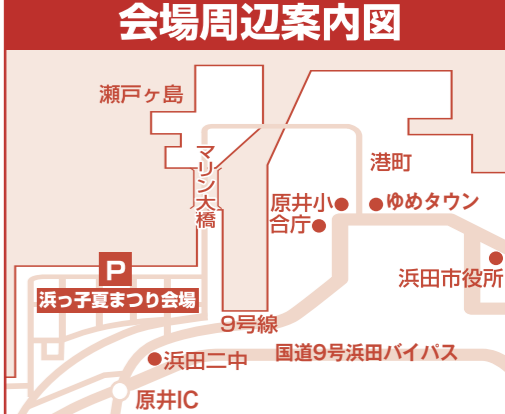 会場周辺案内図
瀬戸ヶ島
マリン大橋
港町
原井小
ゆめタウン
合庁
浜田市役所
P
浜っ子夏まつり会場
9号線
浜田二中
国道9号浜田バイパス
原井IC